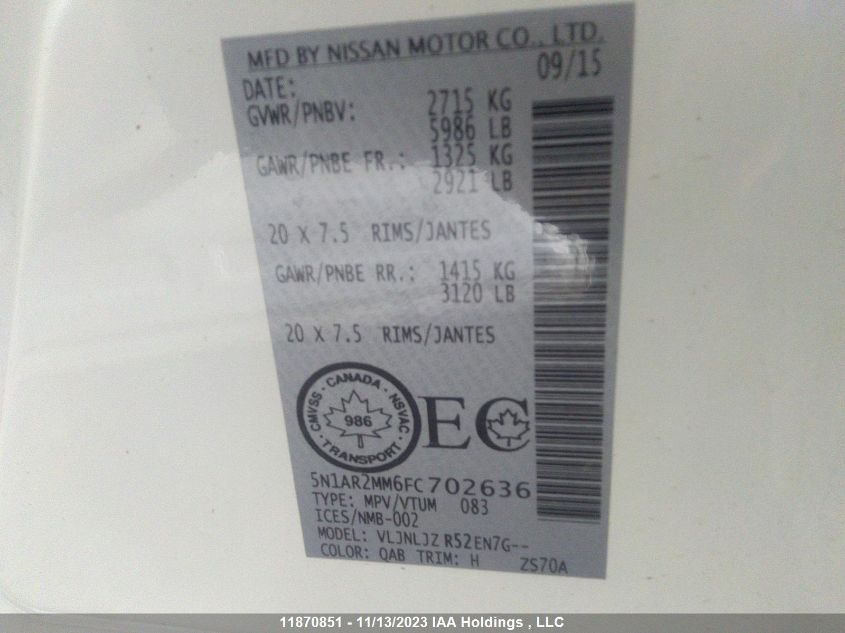 MFD BY NISSAN MOTOR CO., LTD.
DATE: 09/15
GVWR/PNBV: 2715 KG
5986 LB
GAWR/PNBE FR.: 1325 KG
2921 LB
20 X 7.5 RIMS/JANTES
GAWR/PNBE RR.: 1415 KG
3120 LB
20 X 7.5 RIMS/JANTES
CMVSS · CANADA · NSVAC · TRANSPORT ·
986
EC
5N1AR2MM6FC702636
TYPE: MPV/VTUM 083
ICES/NMB-002
MODEL: VLJNLJZ R52EN7G--
COLOR: QAB TRIM: H ZS70A
11870851 - 11/13/2023 IAA Holdings , LLC